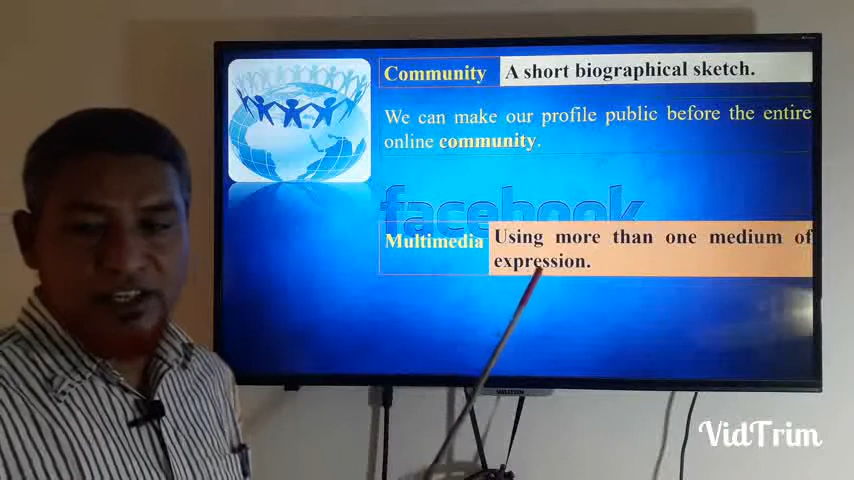 Community A short biographical sketch.
We can make our profile public before the entire
online community.
facebook
Multimedia Using more than one medium of
expression.
WALTON
VidTrim